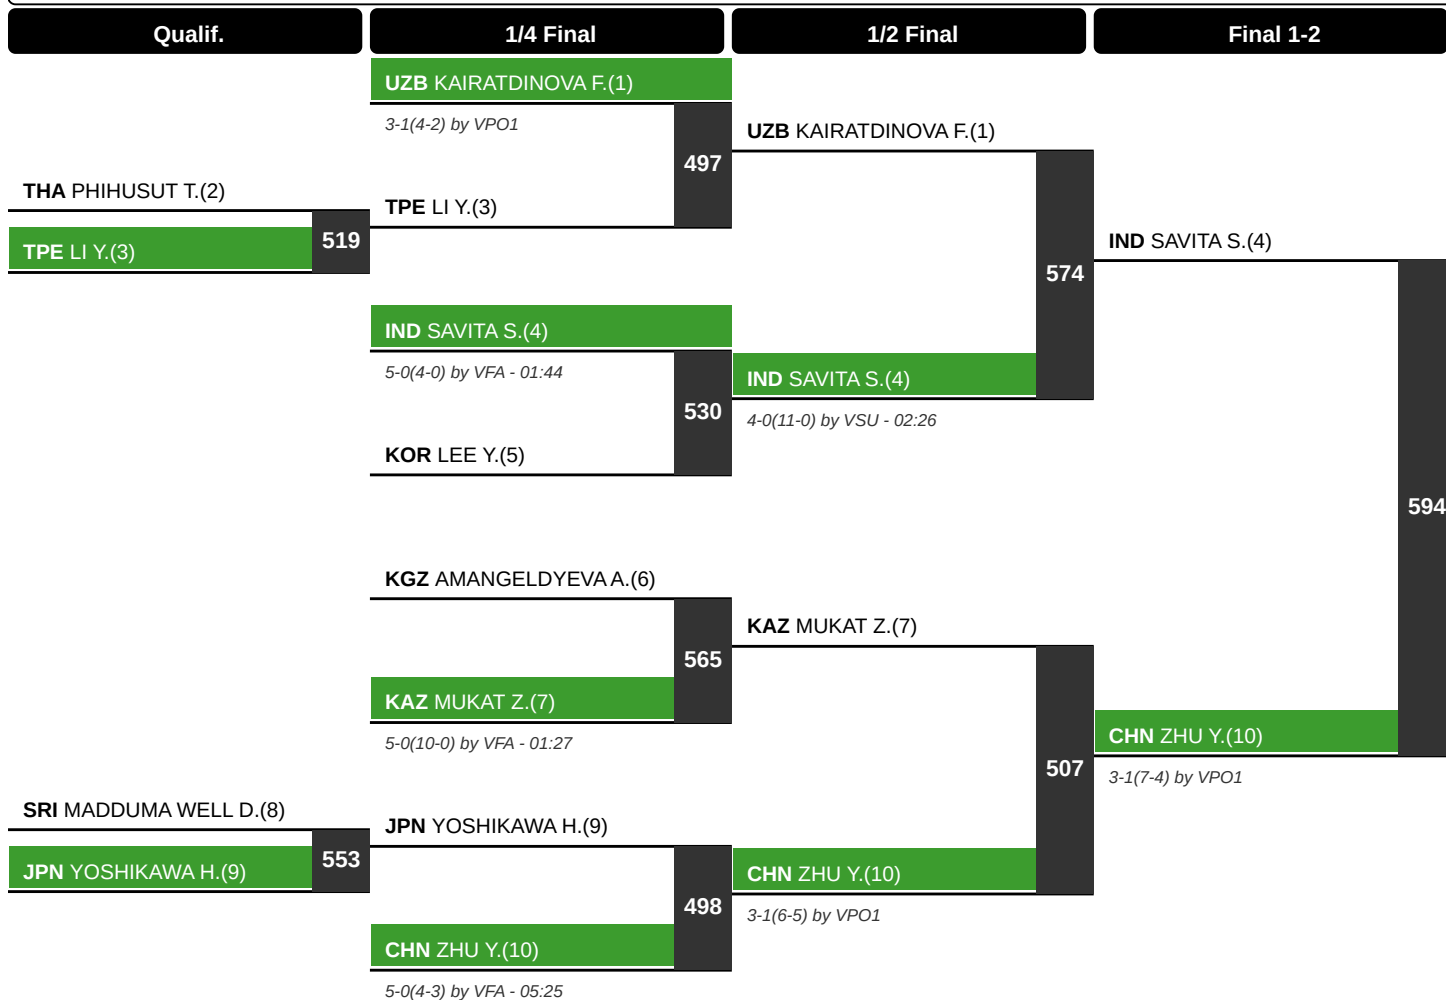 Qualif.
1/4 Final
1/2 Final
Final 1-2
THA PHIHUSUT T.(2)
TPE LI Y.(3)
519
SRI MADDUMA WELL D.(8)
JPN YOSHIKAWA H.(9)
553
UZB KAIRATDINOVA F.(1)
3-1(4-2) by VPO1
497
TPE LI Y.(3)
IND SAVITA S.(4)
5-0(4-0) by VFA - 01:44
530
KOR LEE Y.(5)
KGZ AMANGELDYEVA A.(6)
565
KAZ MUKAT Z.(7)
5-0(10-0) by VFA - 01:27
JPN YOSHIKAWA H.(9)
498
CHN ZHU Y.(10)
5-0(4-3) by VFA - 05:25
UZB KAIRATDINOVA F.(1)
574
IND SAVITA S.(4)
4-0(11-0) by VSU - 02:26
KAZ MUKAT Z.(7)
507
CHN ZHU Y.(10)
3-1(6-5) by VPO1
IND SAVITA S.(4)
594
CHN ZHU Y.(10)
3-1(7-4) by VPO1